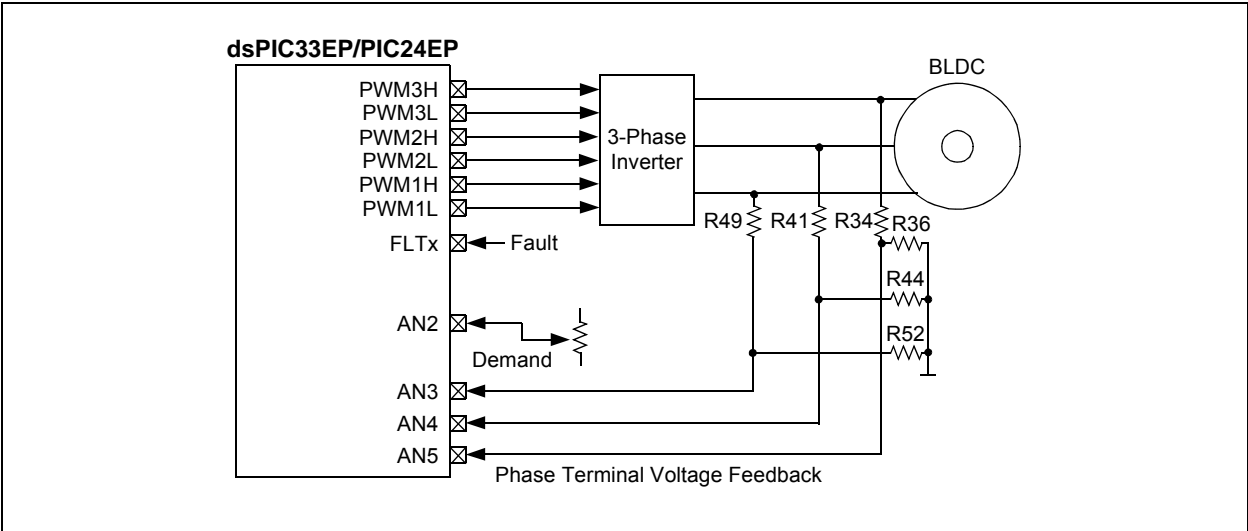 dsPIC33EP/PIC24EP
BLDC
PWM3H
PWM3L
PWM2H
PWM2L
PWM1H
PWM1L
3-Phase
Inverter
R49
R41
R34
R36
FLTx
Fault
R44
AN2
R52
Demand
AN3
AN4
AN5
Phase Terminal Voltage Feedback